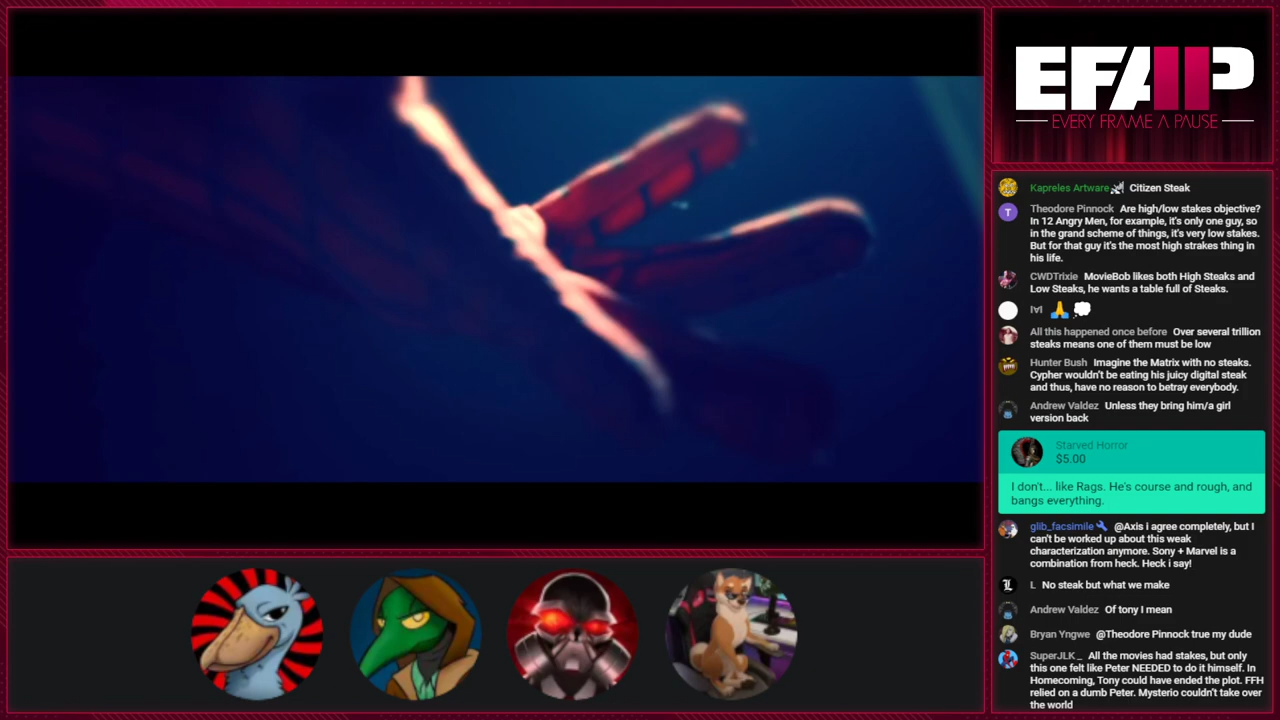 EFAP
EVERY FRAME A PAUSE
Kapreles Artware Citizen Steak
Theodore Pinnock Are high/low stakes objective?
In 12 Angry Men, for example, it's only one guy, so
in the grand scheme of things, it's very low stakes.
But for that guy it's the most high strakes thing in
his life.
CWDTrixie MovieBob likes both High Steaks and
Low Steaks, he wants a table full of Steaks.
I∀I 🙏 💭
All this happened once before Over several trillion
steaks means one of them must be low
Hunter Bush Imagine the Matrix with no steaks.
Cypher wouldn't be eating his juicy digital steak
and thus, have no reason to betray everybody.
Andrew Valdez Unless they bring him/a girl
version back
Starved Horror
$5.00
I don't... like Rags. He's course and rough, and
bangs everything.
glib_facsimile @Axis i agree completely, but I
can't be worked up about this weak
characterization anymore. Sony + Marvel is a
combination from heck. Heck i say!
L No steak but what we make
Andrew Valdez Of tony I mean
Bryan Yngwe @Theodore Pinnock true my dude
SuperJLK_ All the movies had stakes, but only
this one felt like Peter NEEDED to do it himself. In
Homecoming, Tony could have ended the plot. FFH
relied on a dumb Peter. Mysterio couldn't take over
the world